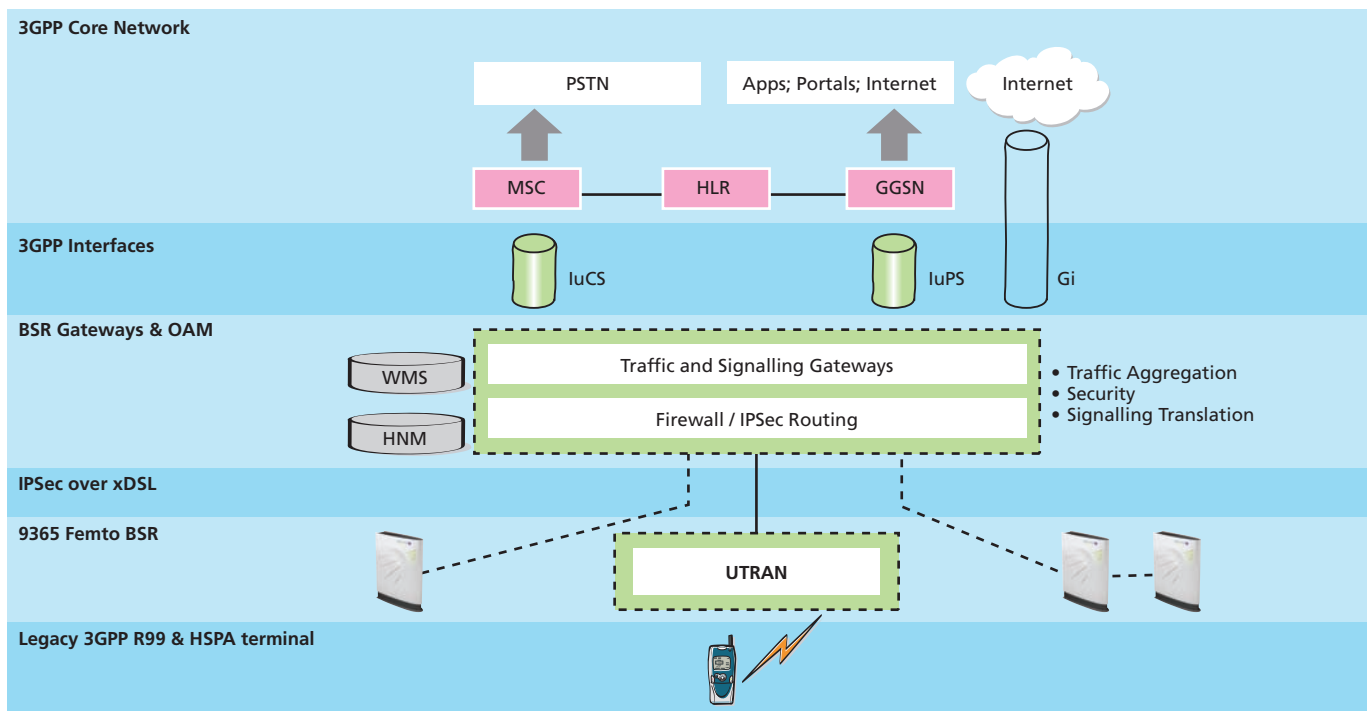 3GPP Core Network
PSTN
Apps; Portals; Internet
Internet
MSC
HLR
GGSN
3GPP Interfaces
IuCS
IuPS
Gi
BSR Gateways & OAM
WMS
HNM
Traffic and Signalling Gateways
Firewall / IPSec Routing
• Traffic Aggregation
• Security
• Signalling Translation
IPSec over xDSL
9365 Femto BSR
UTRAN
Legacy 3GPP R99 & HSPA terminal